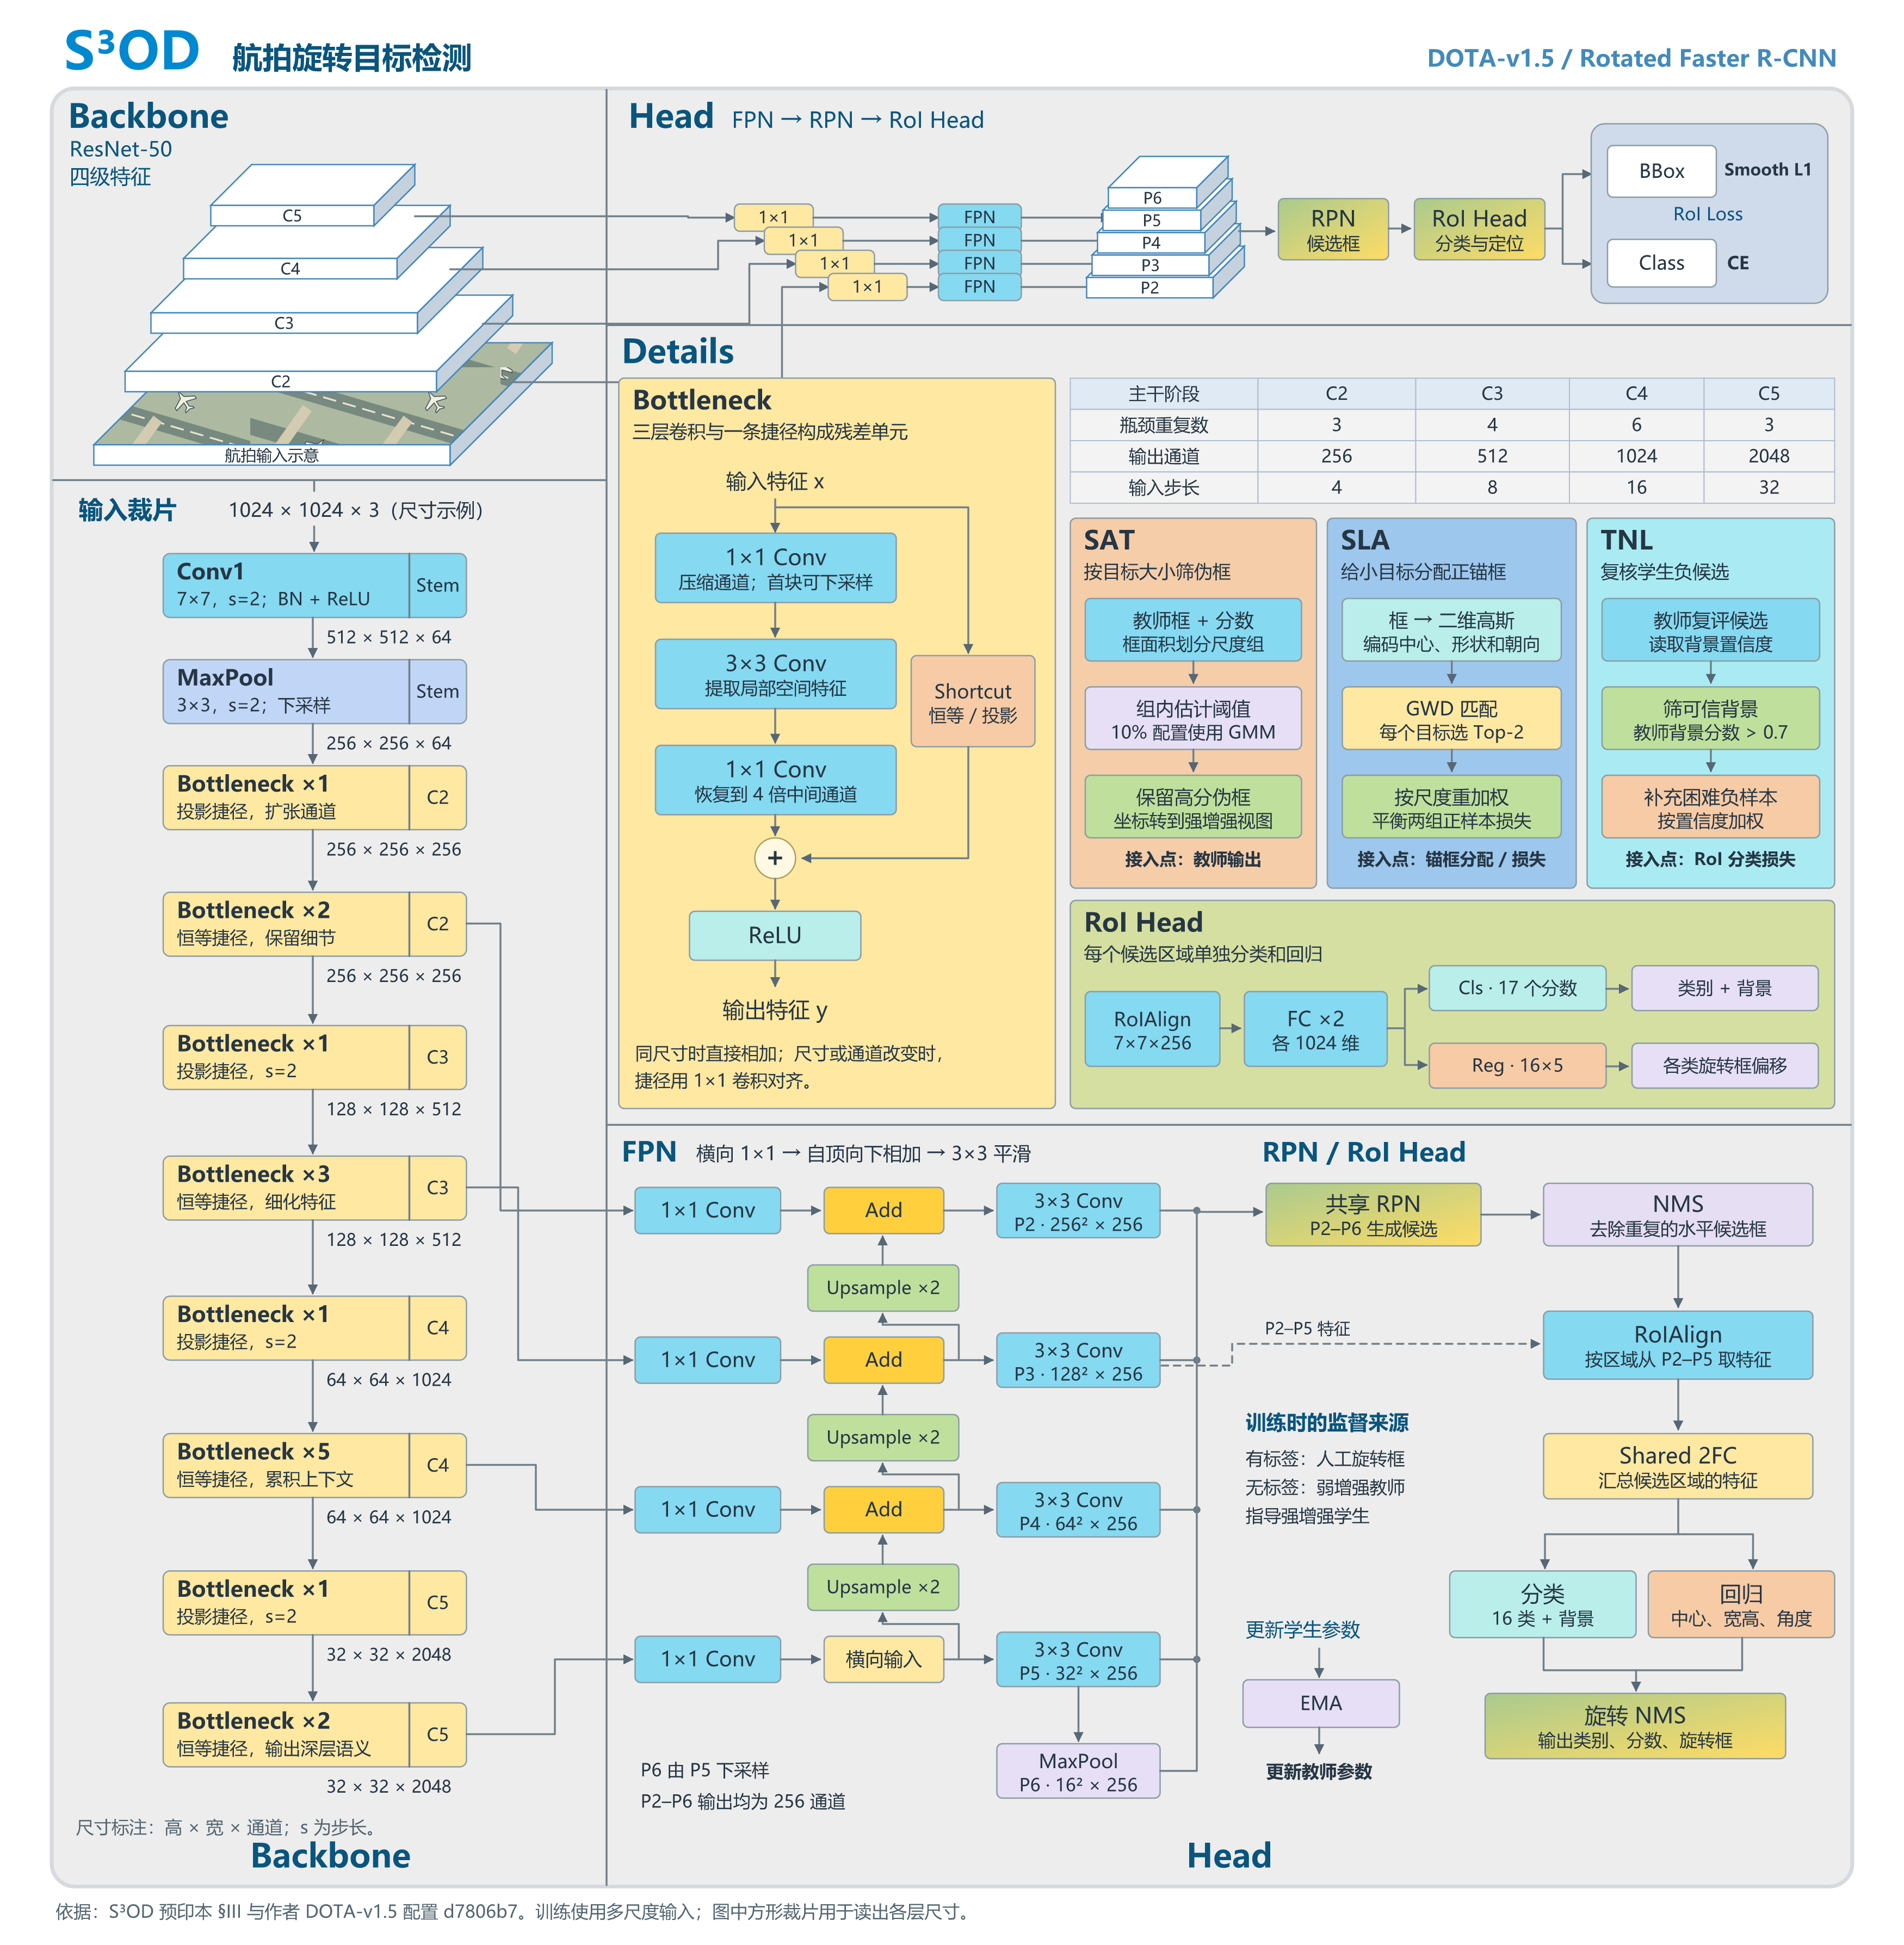 S³OD 航拍旋转目标检测
DOTA-v1.5 / Rotated Faster R-CNN
Backbone
ResNet-50
四级特征
C5
C4
C3
C2
航拍输入示意
Head FPN → RPN → RoI Head
1×1
1×1
1×1
1×1
FPN
FPN
FPN
FPN
P6
P5
P4
P3
P2
RPN
候选框
RoI Head
分类与定位
BBox
Smooth L1
RoI Loss
Class
CE
输入裁片
1024 × 1024 × 3（尺寸示例）
Conv1
7×7，s=2；BN + ReLU
Stem
512 × 512 × 64
MaxPool
3×3，s=2；下采样
Stem
256 × 256 × 64
Bottleneck ×1
投影捷径，扩张通道
C2
256 × 256 × 256
Bottleneck ×2
恒等捷径，保留细节
C2
256 × 256 × 256
Bottleneck ×1
投影捷径，s=2
C3
128 × 128 × 512
Bottleneck ×3
恒等捷径，细化特征
C3
128 × 128 × 512
Bottleneck ×1
投影捷径，s=2
C4
64 × 64 × 1024
Bottleneck ×5
恒等捷径，累积上下文
C4
64 × 64 × 1024
Bottleneck ×1
投影捷径，s=2
C5
32 × 32 × 2048
Bottleneck ×2
恒等捷径，输出深层语义
C5
32 × 32 × 2048
尺寸标注：高 × 宽 × 通道；s 为步长。
Backbone
Details
Bottleneck
三层卷积与一条捷径构成残差单元
输入特征 x
1×1 Conv
压缩通道；首块可下采样
3×3 Conv
提取局部空间特征
1×1 Conv
恢复到 4 倍中间通道
Shortcut
恒等 / 投影
+
ReLU
输出特征 y
同尺寸时直接相加；尺寸或通道改变时，
捷径用 1×1 卷积对齐。
主干阶段 C2 C3 C4 C5
瓶颈重复数 3 4 6 3
输出通道 256 512 1024 2048
输入步长 4 8 16 32
SAT
按目标大小筛伪框
教师框 + 分数
框面积划分尺度组
组内估计阈值
10% 配置使用 GMM
保留高分伪框
坐标转到强增强视图
接入点：教师输出
SLA
给小目标分配正锚框
框 → 二维高斯
编码中心、形状和朝向
GWD 匹配
每个目标选 Top-2
按尺度重加权
平衡两组正样本损失
接入点：锚框分配 / 损失
TNL
复核学生负候选
教师复评候选
读取背景置信度
筛可信背景
教师背景分数 > 0.7
补充困难负样本
按置信度加权
接入点：RoI 分类损失
RoI Head
每个候选区域单独分类和回归
RoIAlign
7×7×256
FC ×2
各 1024 维
Cls · 17 个分数
类别 + 背景
Reg · 16×5
各类旋转框偏移
FPN 横向 1×1 → 自顶向下相加 → 3×3 平滑
1×1 Conv
Add
3×3 Conv
P2 · 256² × 256
Upsample ×2
1×1 Conv
Add
3×3 Conv
P3 · 128² × 256
Upsample ×2
1×1 Conv
Add
3×3 Conv
P4 · 64² × 256
Upsample ×2
1×1 Conv
横向输入
3×3 Conv
P5 · 32² × 256
MaxPool
P6 · 16² × 256
P6 由 P5 下采样
P2–P6 输出均为 256 通道
RPN / RoI Head
共享 RPN
P2–P6 生成候选
NMS
去除重复的水平候选框
P2–P5 特征
RoIAlign
按区域从 P2–P5 取特征
训练时的监督来源
有标签：人工旋转框
无标签：弱增强教师
指导强增强学生
Shared 2FC
汇总候选区域的特征
分类
16 类 + 背景
回归
中心、宽高、角度
更新学生参数
EMA
更新教师参数
旋转 NMS
输出类别、分数、旋转框
Head
依据：S³OD 预印本 §III 与作者 DOTA-v1.5 配置 d7806b7。训练使用多尺度输入；图中方形裁片用于读出各层尺寸。